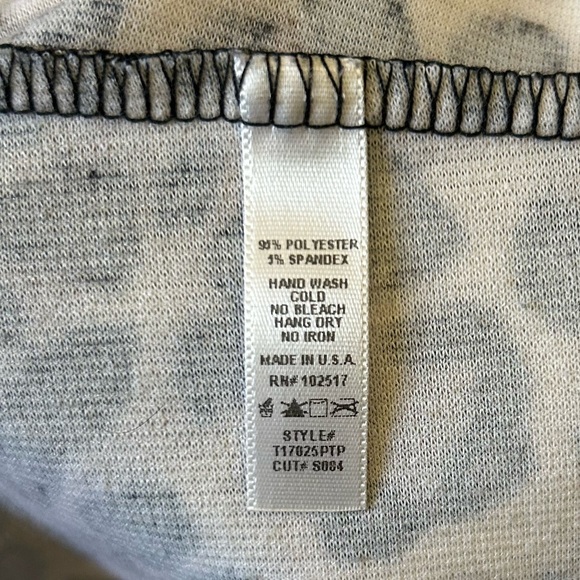 95% POLYESTER
5% SPANDEX
HAND WASH
COLD
NO BLEACH
HANG DRY
NO IRON
MADE IN U.S.A.
RN# 102517
STYLE#
T17025PTP
CUT# S084